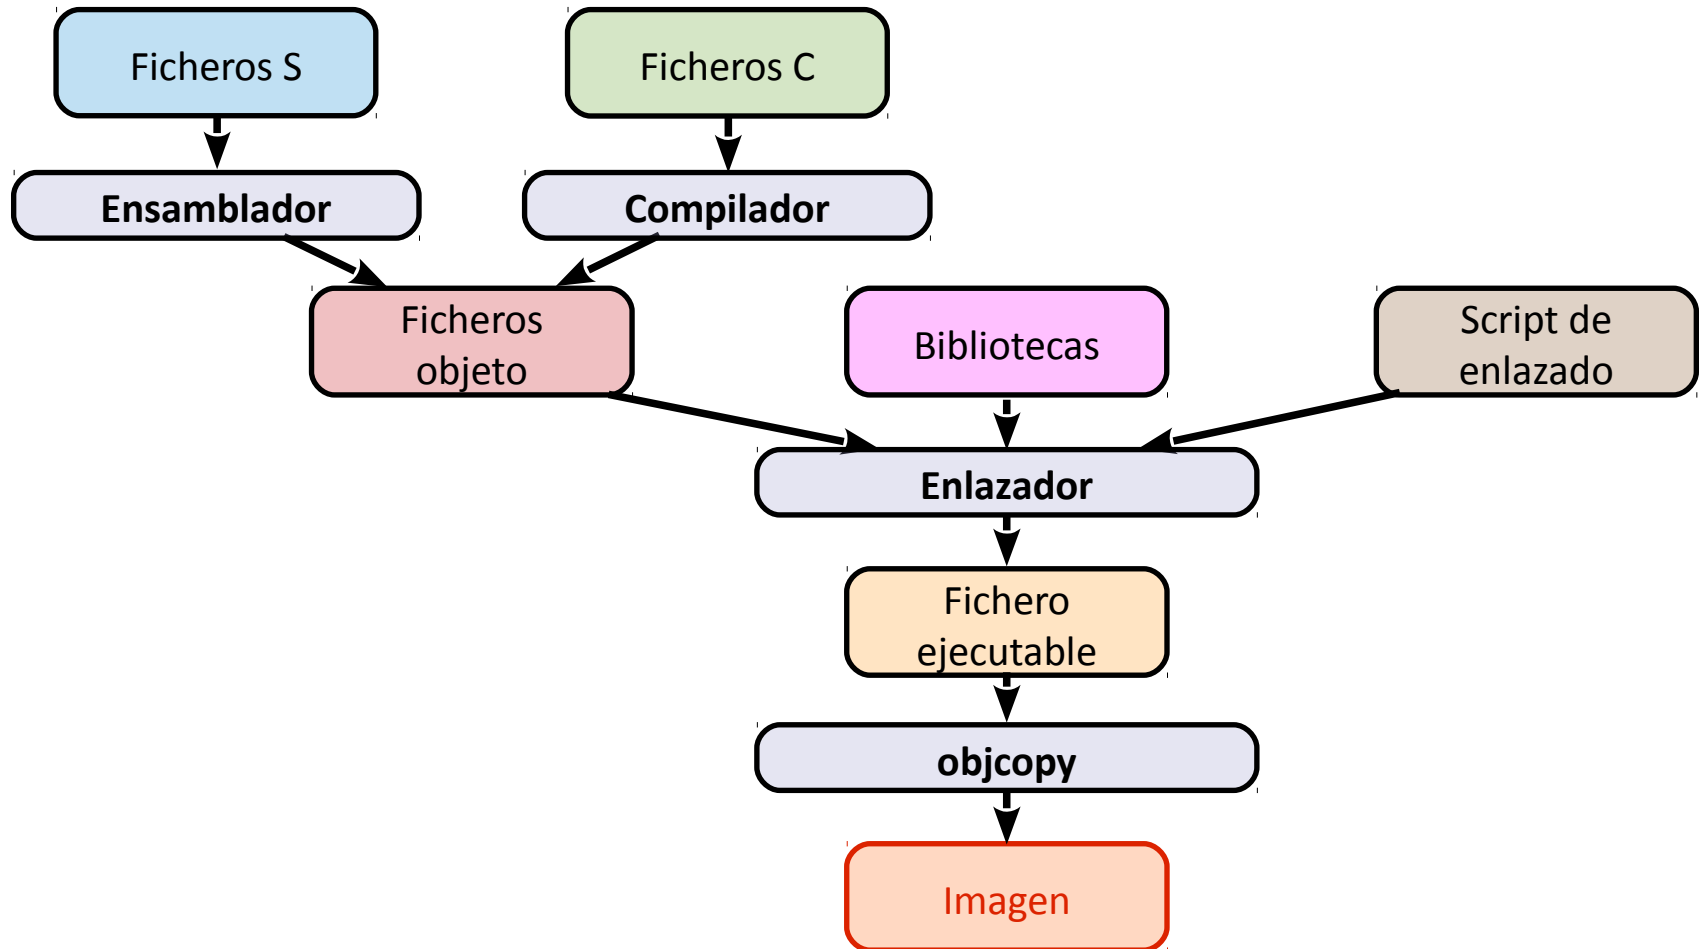 Ficheros S
Ficheros C
Ensamblador
Compilador
Ficheros
objeto
Bibliotecas
Script de
enlazado
Enlazador
Fichero
ejecutable
objcopy
Imagen